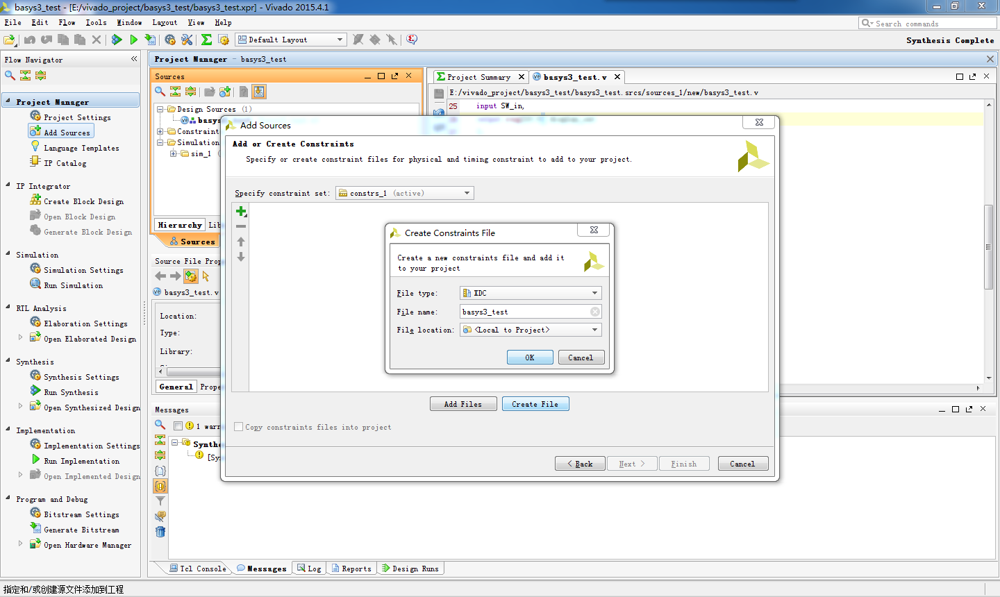 basys3_test - [E:/vivado_project/basys3_test/basys3_test.xpr] - Vivado 2015.4.1
File Edit Flow Tools Window Layout View Help
Search commands
Default Layout
Synthesis Complete
Flow Navigator
Project Manager - basys3_test
Project Manager
Project Settings
Add Sources
Language Templates
IP Catalog
IP Integrator
Create Block Design
Open Block Design
Generate Block Design
Simulation
Simulation Settings
Run Simulation
RTL Analysis
Elaboration Settings
Open Elaborated Design
Synthesis
Synthesis Settings
Run Synthesis
Open Synthesized Design
Implementation
Implementation Settings
Run Implementation
Open Implemented Design
Program and Debug
Bitstream Settings
Generate Bitstream
Open Hardware Manager
Sources
Design Sources (1)
Constraint
Simulation
sim_1
Hierarchy
Sources
Source File Prop
basys3_test.v
Location:
Type:
Library:
General
Prope
Project Summary
basys3_test.v
E:/vivado_project/basys3_test/basys3_test.srcs/sources_1/new/basys3_test.v
25 input SW_in,
Add Sources
Add or Create Constraints
Specify or create constraint files for physical and timing constraint to add to your project.
Specify constraint set: constrs_1 (active)
Create Constraints File
Create a new constraints file and add it
to your project
File type: XDC
File name: basys3_test
File location: <Local to Project>
OK Cancel
Add Files Create File
Copy constraints files into project
< Back Next > Finish Cancel
Messages
1 warn
Synthe
[Sy
Tcl Console Messages Log Reports Design Runs
指定和/或创建源文件添加到工程